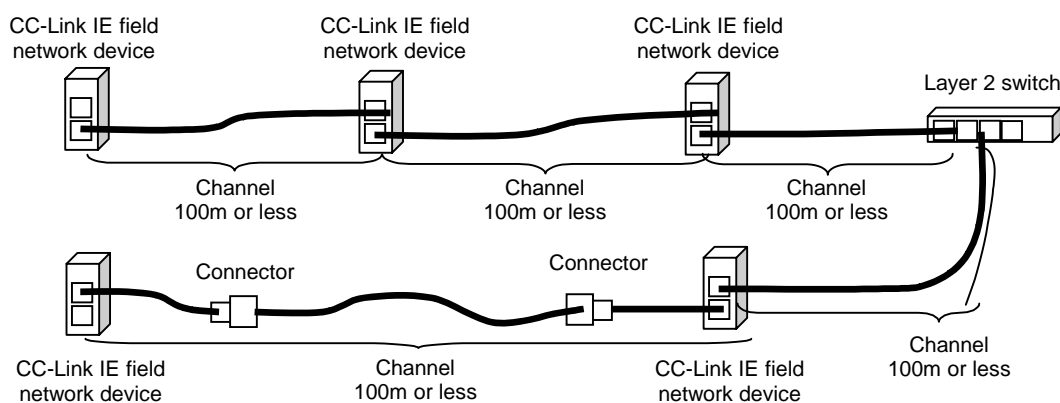 CC-Link IE field
network device
CC-Link IE field
network device
CC-Link IE field
network device
Layer 2 switch
Channel
100m or less
Channel
100m or less
Channel
100m or less
Connector
Connector
CC-Link IE field
network device
Channel
100m or less
CC-Link IE field
network device
Channel
100m or less